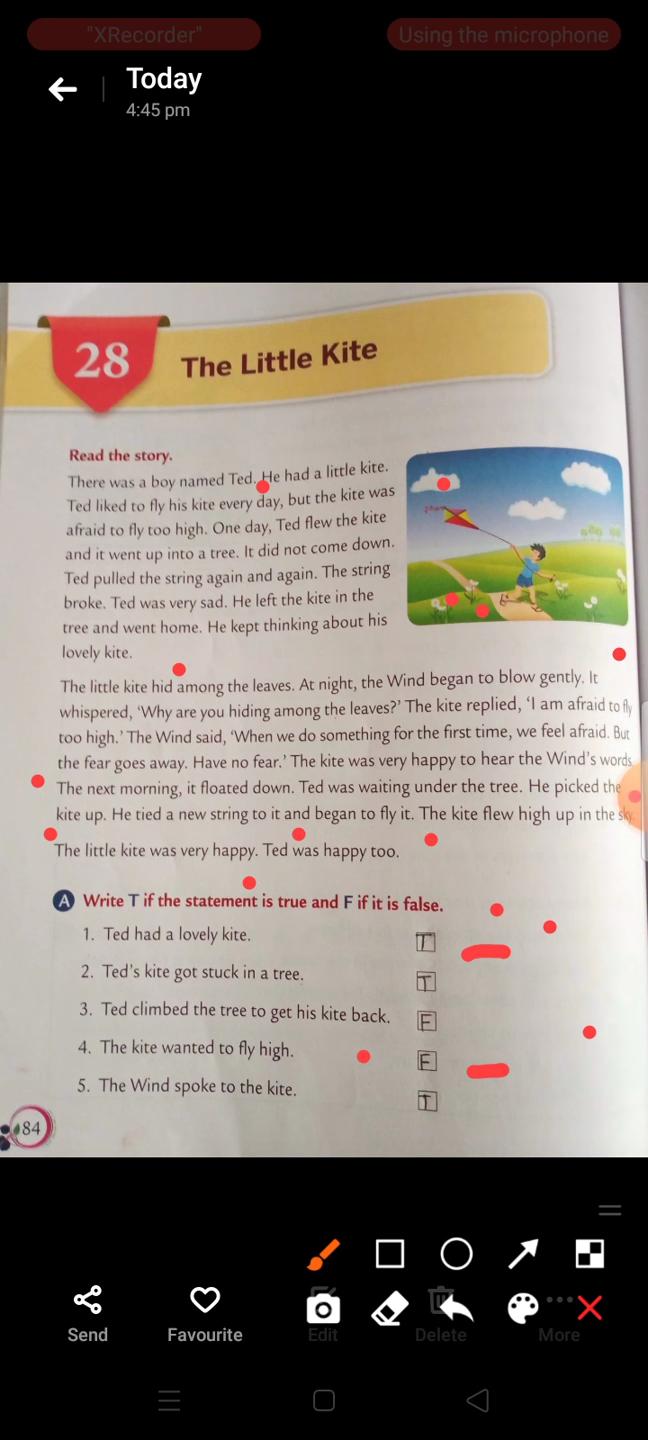 "XRecorder"
Using the microphone
Today
4:45 pm
28
The Little Kite
Read the story.
There was a boy named Ted. He had a little kite.
Ted liked to fly his kite every day, but the kite was
afraid to fly too high. One day, Ted flew the kite
and it went up into a tree. It did not come down.
Ted pulled the string again and again. The string
broke. Ted was very sad. He left the kite in the
tree and went home. He kept thinking about his
lovely kite.
The little kite hid among the leaves. At night, the Wind began to blow gently. It
whispered, 'Why are you hiding among the leaves?' The kite replied, 'I am afraid to fly
too high.' The Wind said, 'When we do something for the first time, we feel afraid. But
the fear goes away. Have no fear.' The kite was very happy to hear the Wind's words.
The next morning, it floated down. Ted was waiting under the tree. He picked the
kite up. He tied a new string to it and began to fly it. The kite flew high up in the sky.
The little kite was very happy. Ted was happy too.
A Write T if the statement is true and F if it is false.
1. Ted had a lovely kite. T
2. Ted's kite got stuck in a tree. T
3. Ted climbed the tree to get his kite back. F
4. The kite wanted to fly high. F
5. The Wind spoke to the kite. T
84
Send
Favourite
Edit
Delete
More